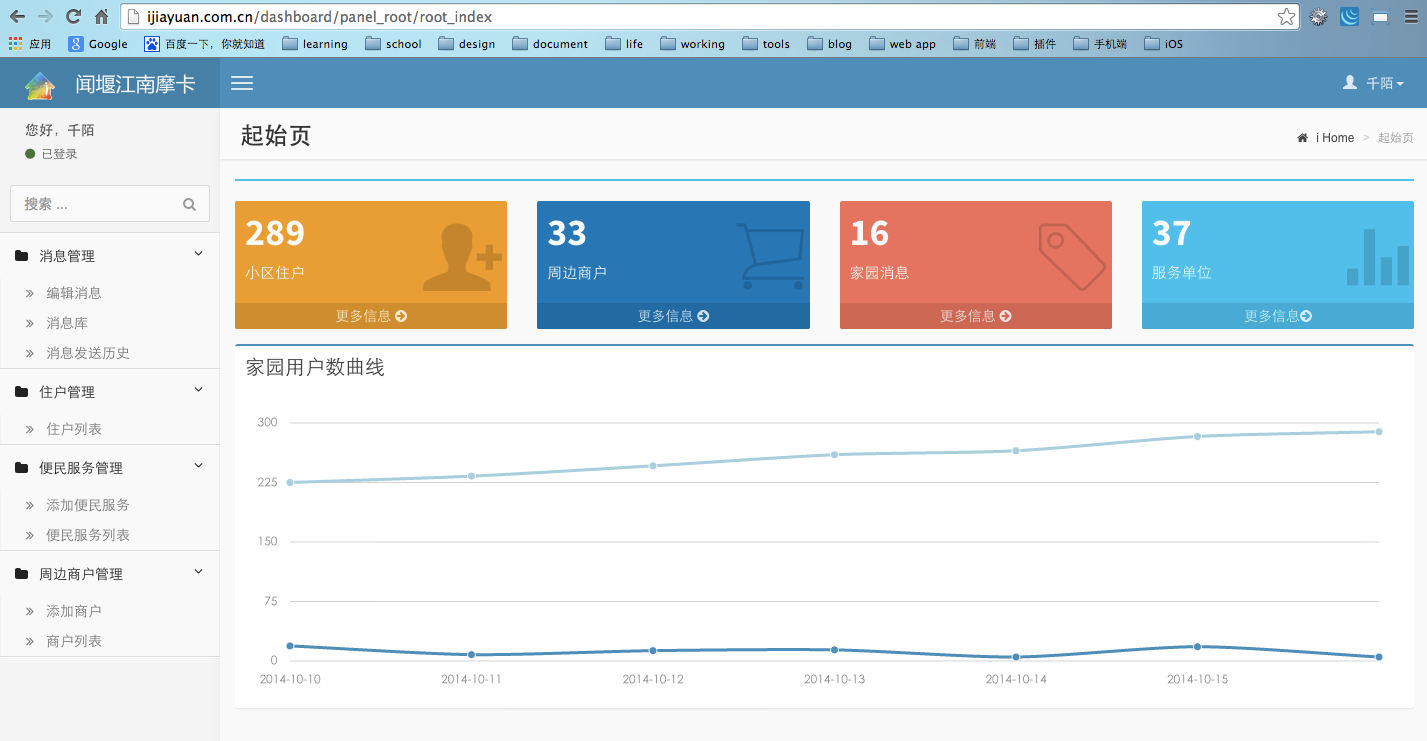 ijiayuan.com.cn/dashboard/panel_root/root_index
应用 Google 百度一下，你就知道 learning school design document life working tools blog web app 前端 插件 手机端 iOS
闻堰江南摩卡
千陌
您好，千陌
已登录
搜索 ...
消息管理
编辑消息
消息库
消息发送历史
住户管理
住户列表
便民服务管理
添加便民服务
便民服务列表
周边商户管理
添加商户
商户列表
起始页
i Home > 起始页
289
小区住户
更多信息
33
周边商户
更多信息
16
家园消息
更多信息
37
服务单位
更多信息
家园用户数曲线
300
225
150
75
0
2014-10-10 2014-10-11 2014-10-12 2014-10-13 2014-10-14 2014-10-15